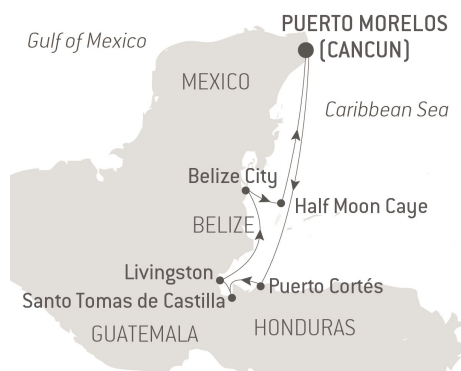 PUERTO MORELOS
(CANCUN)
Gulf of Mexico
MEXICO
Caribbean Sea
Belize City
Half Moon Caye
BELIZE
Livingston
Puerto Cortés
Santo Tomas de Castilla
HONDURAS
GUATEMALA